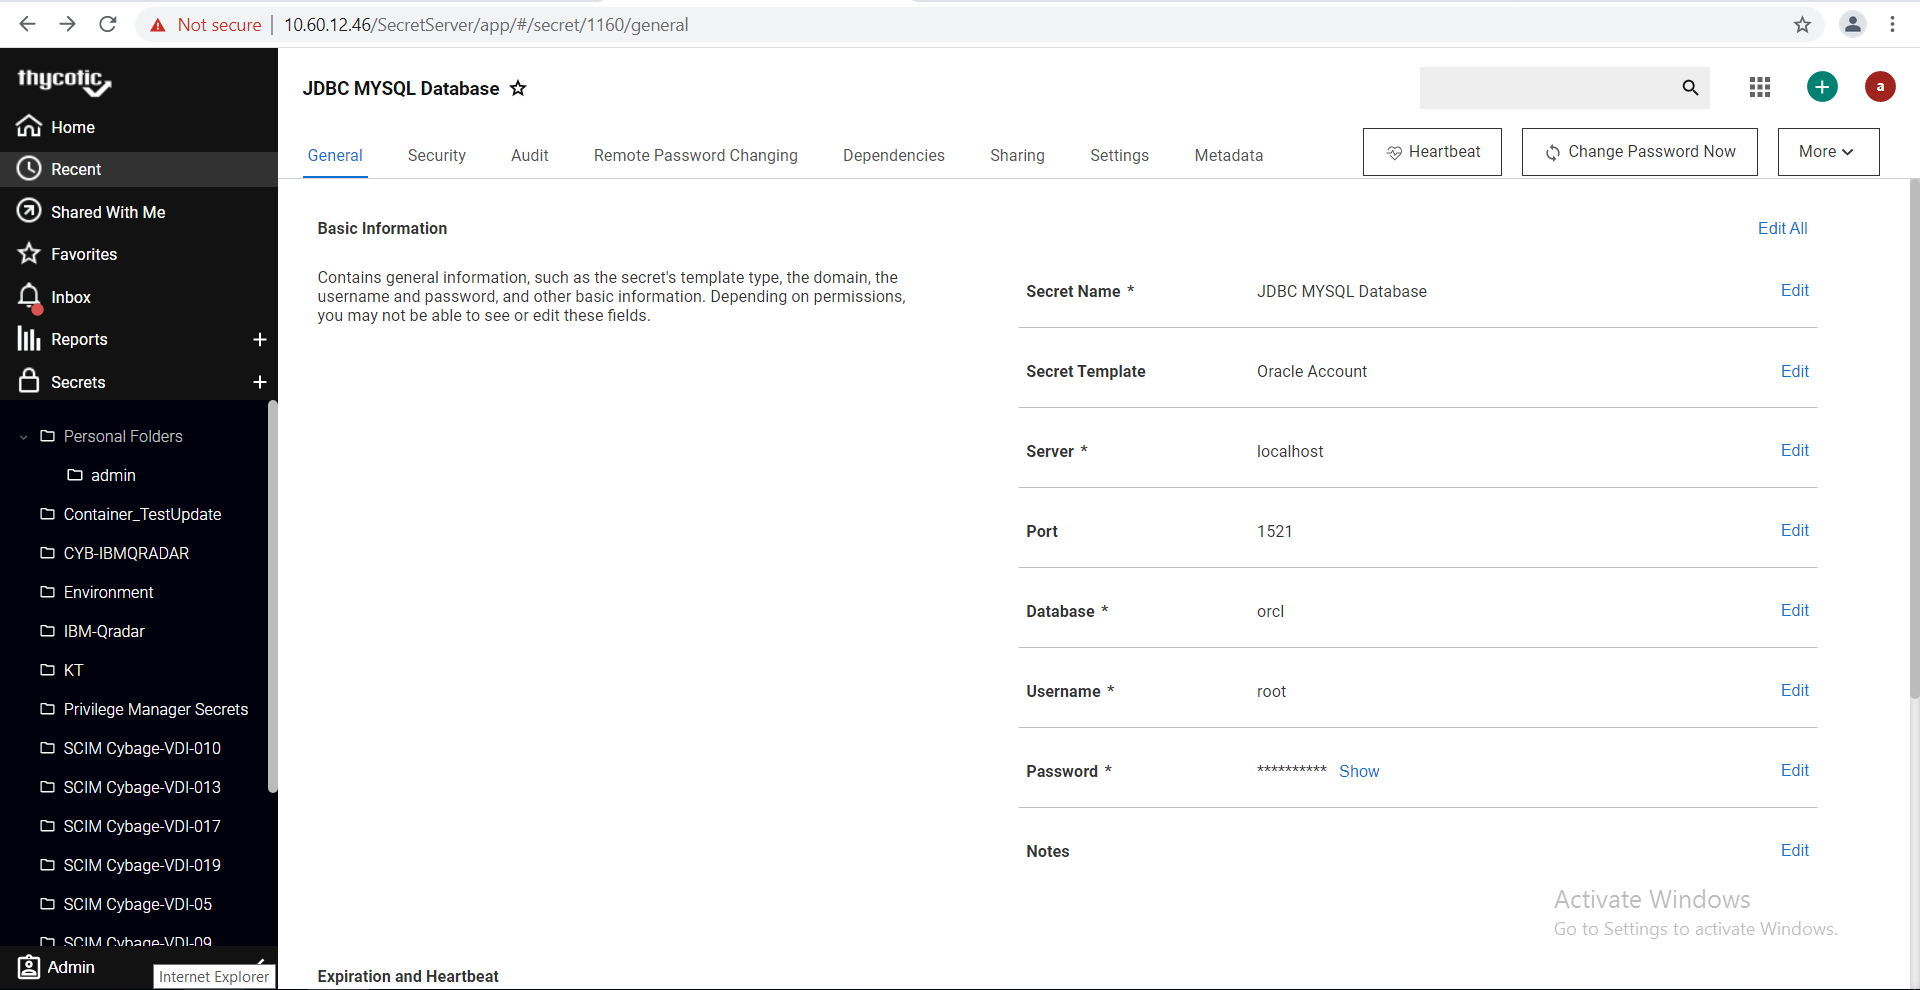 Not secure
10.60.12.46/SecretServer/app/#/secret/1160/general
thycotic
Home
Recent
Shared With Me
Favorites
Inbox
Reports
Secrets
Personal Folders
admin
Container_TestUpdate
CYB-IBMQRADAR
Environment
IBM-Qradar
KT
Privilege Manager Secrets
SCIM Cybage-VDI-010
SCIM Cybage-VDI-013
SCIM Cybage-VDI-017
SCIM Cybage-VDI-019
SCIM Cybage-VDI-05
SCIM Cybage-VDI-09
Admin
Internet Explorer
JDBC MYSQL Database
a
General Security Audit Remote Password Changing Dependencies Sharing Settings Metadata
Heartbeat
Change Password Now
More
Basic Information
Edit All
Contains general information, such as the secret's template type, the domain, the
username and password, and other basic information. Depending on permissions,
you may not be able to see or edit these fields.
Secret Name * JDBC MYSQL Database Edit
Secret Template Oracle Account Edit
Server * localhost Edit
Port 1521 Edit
Database * orcl Edit
Username * root Edit
Password * ********** Show Edit
Notes Edit
Activate Windows
Go to Settings to activate Windows.
Expiration and Heartbeat